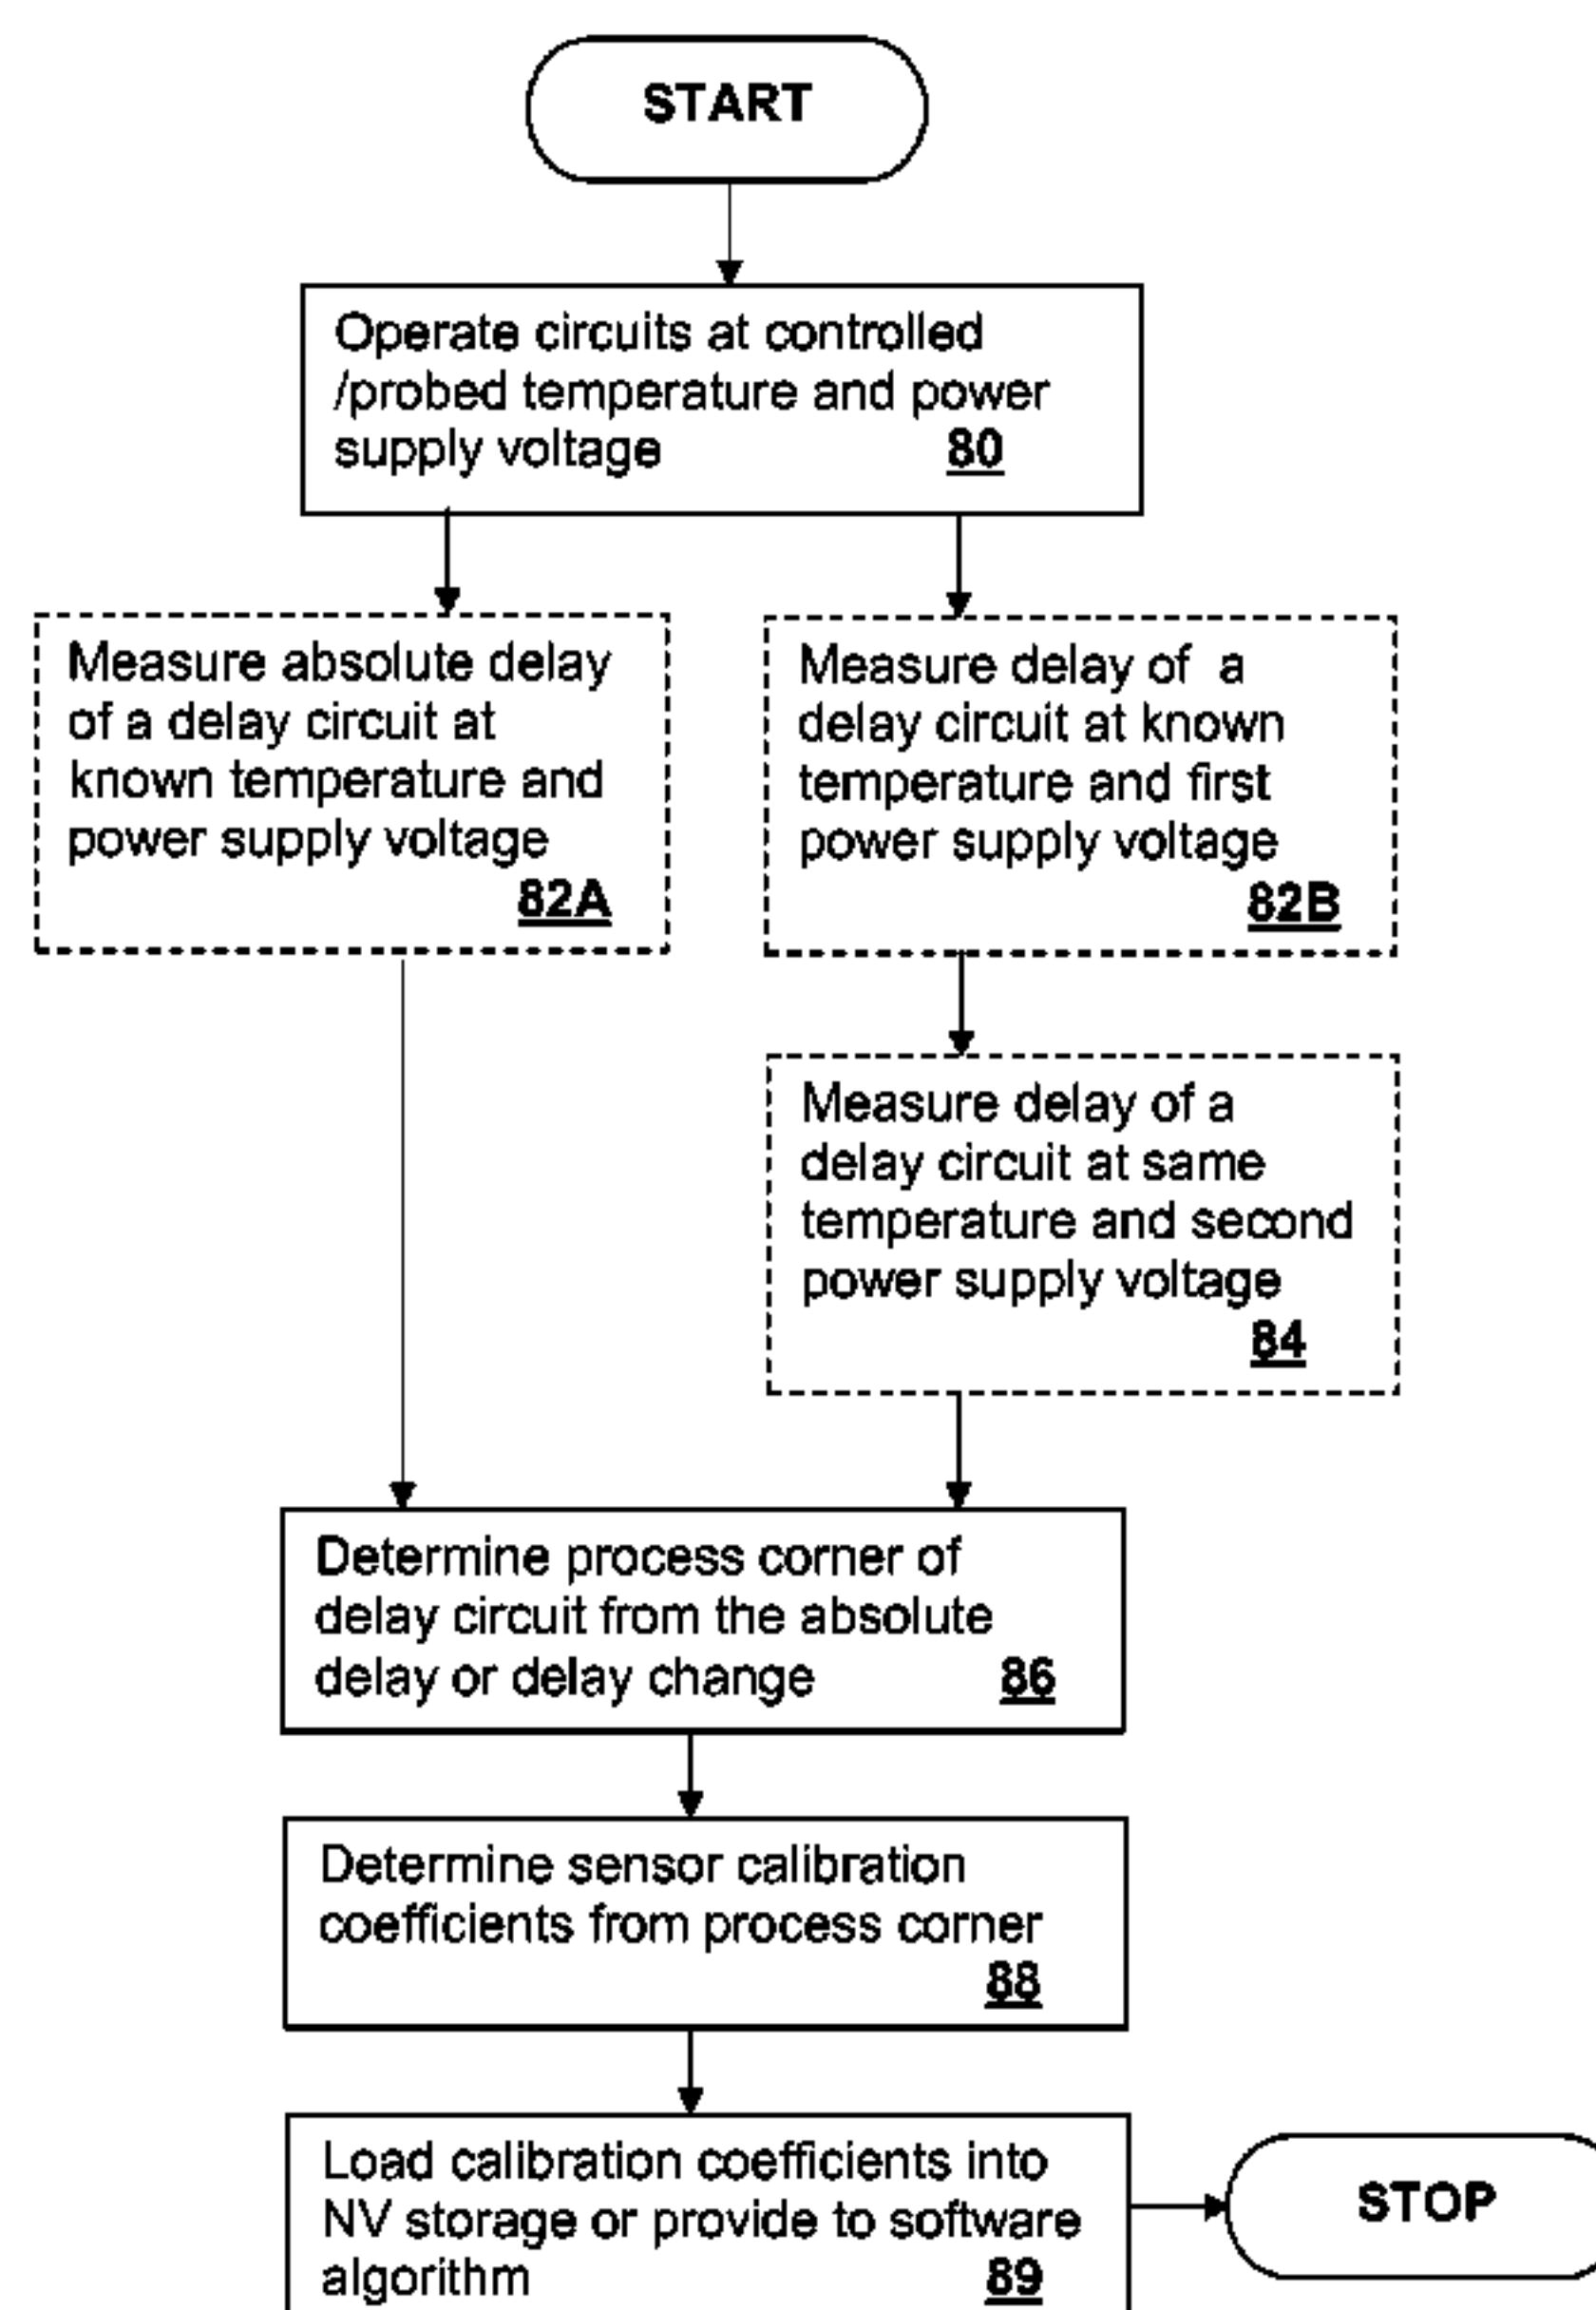 START
Operate circuits at controlled
/probed temperature and power
supply voltage 80
Measure absolute delay
of a delay circuit at
known temperature and
power supply voltage
82A
Measure delay of a
delay circuit at known
temperature and first
power supply voltage
82B
Measure delay of a
delay circuit at same
temperature and second
power supply voltage
84
Determine process corner of
delay circuit from the absolute
delay or delay change 86
Determine sensor calibration
coefficients from process corner
88
Load calibration coefficients into
NV storage or provide to software
algorithm 89
STOP